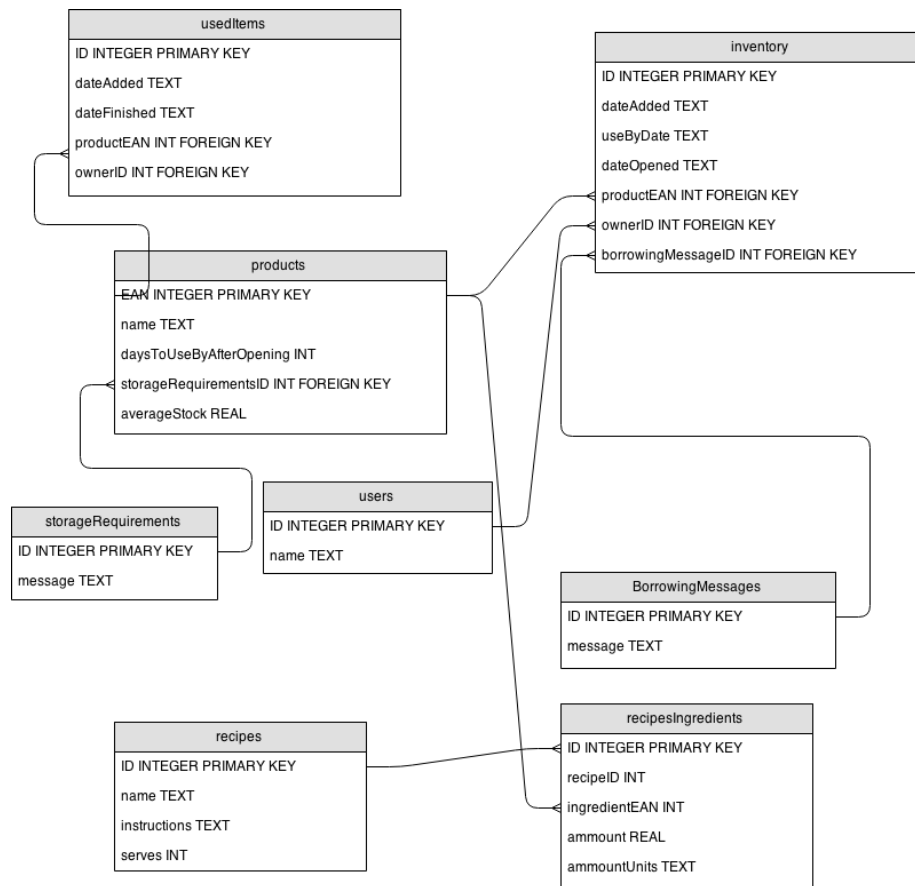 usedItems
ID INTEGER PRIMARY KEY
dateAdded TEXT
dateFinished TEXT
productEAN INT FOREIGN KEY
ownerID INT FOREIGN KEY
inventory
ID INTEGER PRIMARY KEY
dateAdded TEXT
useByDate TEXT
dateOpened TEXT
productEAN INT FOREIGN KEY
ownerID INT FOREIGN KEY
borrowingMessageID INT FOREIGN KEY
products
EAN INTEGER PRIMARY KEY
name TEXT
daysToUseByAfterOpening INT
storageRequirementsID INT FOREIGN KEY
averageStock REAL
storageRequirements
ID INTEGER PRIMARY KEY
message TEXT
users
ID INTEGER PRIMARY KEY
name TEXT
BorrowingMessages
ID INTEGER PRIMARY KEY
message TEXT
recipes
ID INTEGER PRIMARY KEY
name TEXT
instructions TEXT
serves INT
recipesIngredients
ID INTEGER PRIMARY KEY
recipeID INT
ingredientEAN INT
ammount REAL
ammountUnits TEXT